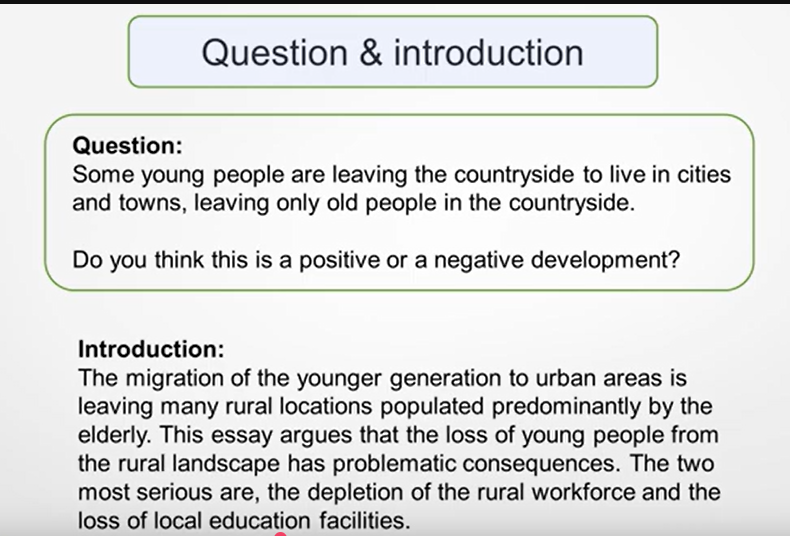 Question & introduction
Question:
Some young people are leaving the countryside to live in cities
and towns, leaving only old people in the countryside.
Do you think this is a positive or a negative development?
Introduction:
The migration of the younger generation to urban areas is
leaving many rural locations populated predominantly by the
elderly. This essay argues that the loss of young people from
the rural landscape has problematic consequences. The two
most serious are, the depletion of the rural workforce and the
loss of local education facilities.